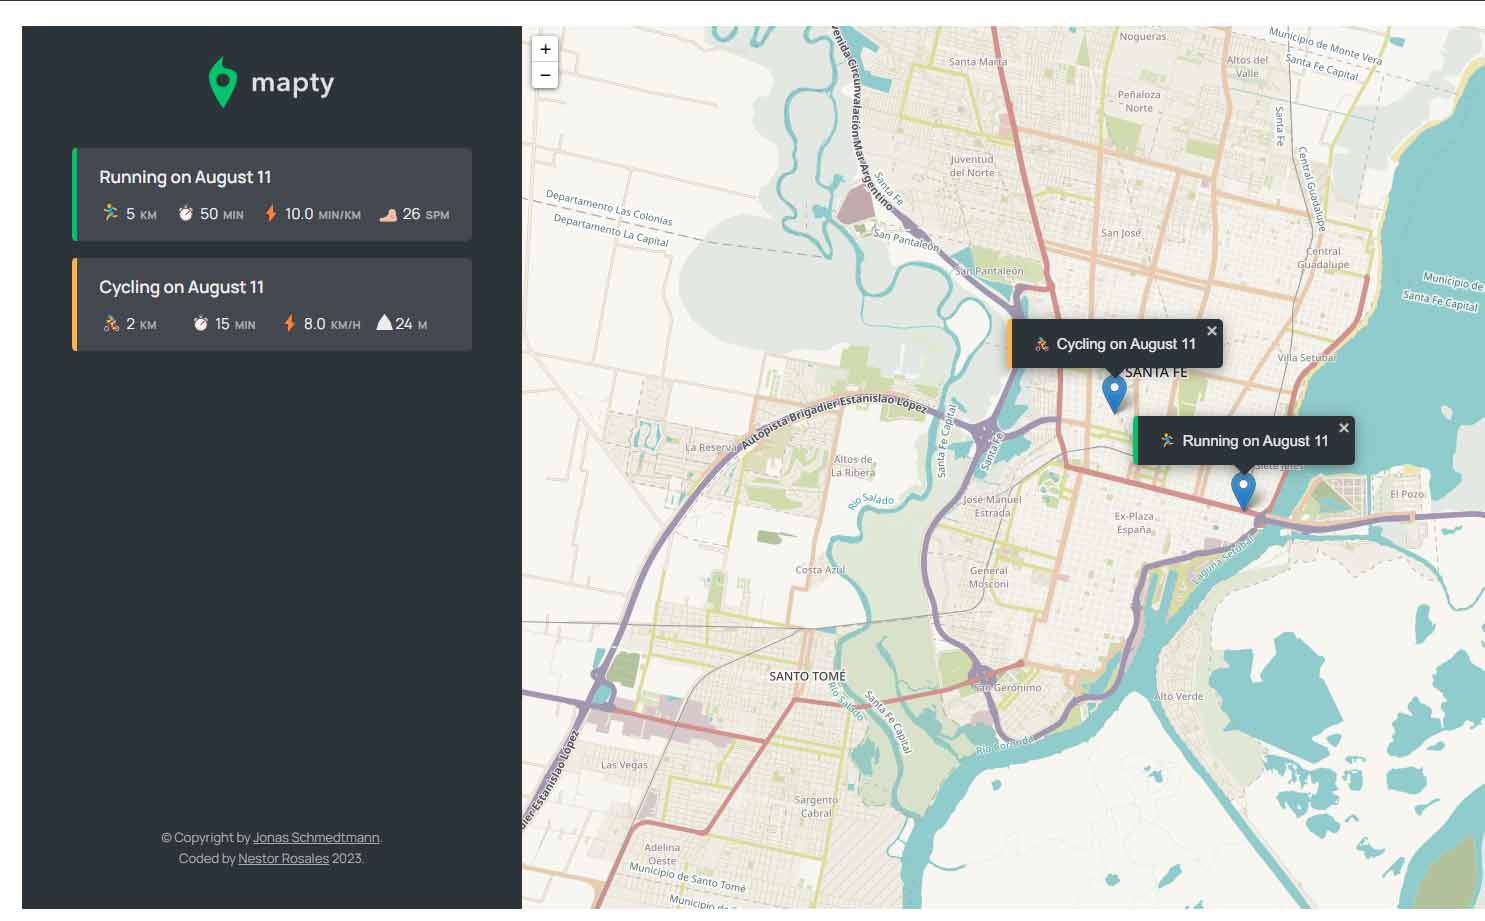 mapty
Running on August 11
5 KM 50 MIN 10.0 MIN/KM 26 SPM
Cycling on August 11
2 KM 15 MIN 8.0 KM/H 24 M
© Copyright by Jonas Schmedtmann.
Coded by Nestor Rosales 2023.
+
−
Nogueras
Municipio de Monte Vera
Santa Fe Capital
Santa Marta
Altos del
Valle
Peñaloza
Norte
Santa Fe
Central Guadalupe
Avenida Circunvalación Mar Argentino
Santa Fe
Juventud
del Norte
Departamento Las Colonias
Departamento La Capital
San Pantaleón
San José
Central
Guadalupe
San Pantaleón
Municipio de
Santa Fe Capital
Cycling on August 11
×
Villa Setúbal
SANTA FE
Autopista Brigadier Estanislao López
Santa Fe Capital
Santa Fe
Running on August 11
×
La Reserva
Altos de
La Ribera
Río Salado
José Manuel
Estrada
Ex-Plaza
España
El Pozo
Laguna Setúbal
Costa Azul
General
Mosconi
SANTO TOMÉ
Río Salado
Santa Fe Capital
San Gerónimo
Alto Verde
Las Vegas
Sargento
Cabral
Adelina
Oeste
Municipio de Santo Tomé
Municipio de
Estanislao López